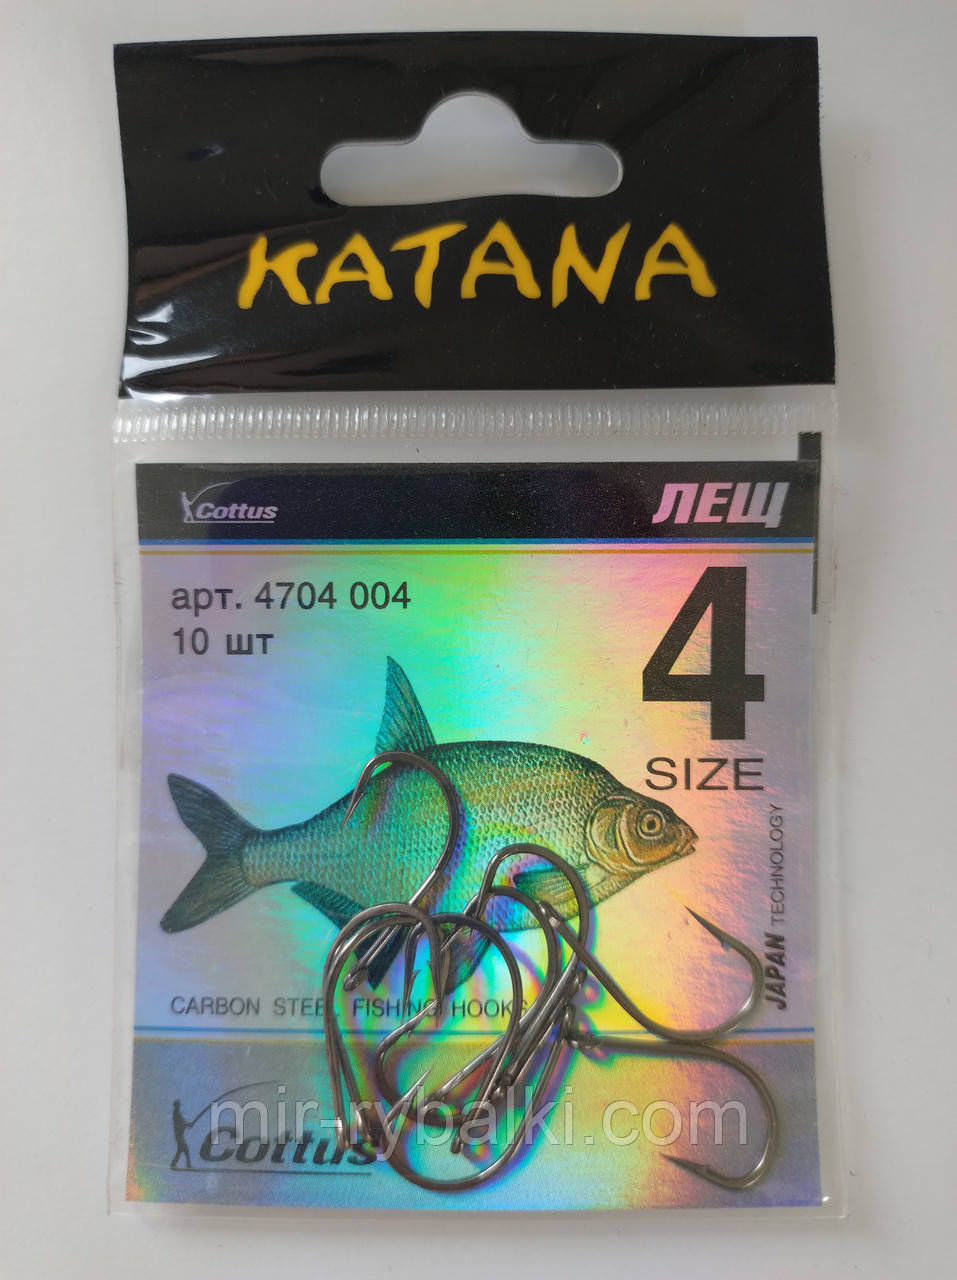 KATANA
Cottus
ЛЕЩ
арт. 4704 004
10 шт
4
SIZE
JAPAN TECHNOLOGY
CARBON STEEL FISHING HOOKS
mir-rybalki.com
Cottus